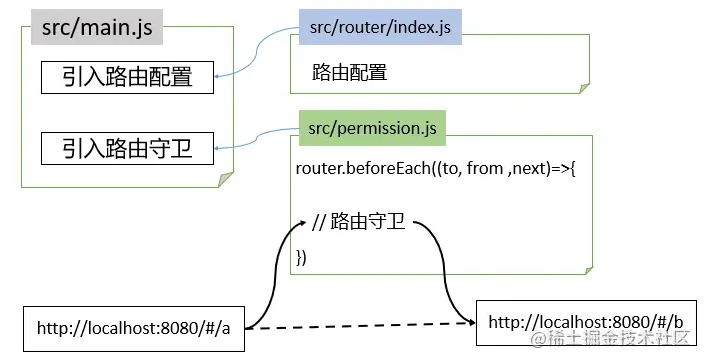 src/main.js
引入路由配置
引入路由守卫
src/router/index.js
路由配置
src/permission.js
router.beforeEach((to, from ,next)=>{
// 路由守卫
})
http://localhost:8080/#/a
http://localhost:8080/#/b
@稀土掘金技术社区